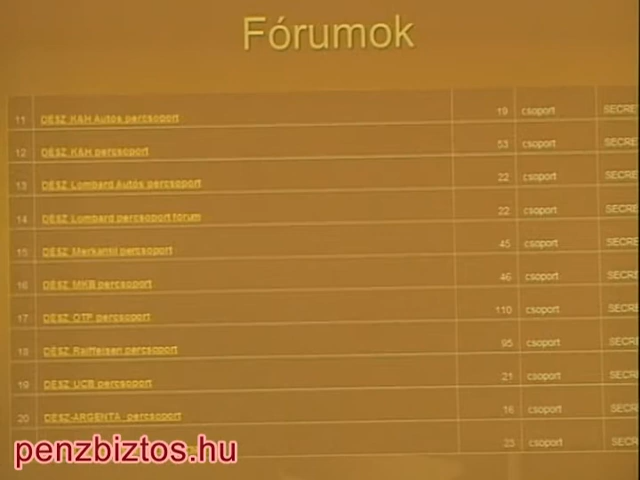 Fórumok
11 DÉSZ K&H Autós percsoport 19 csoport SECRE
12 DÉSZ K&H percsoport 53 csoport SECRE
13 DÉSZ Lombard Autós percsoport 22 csoport SECRE
14 DÉSZ Lombard percsoport fórum 22 csoport SECRE
15 DÉSZ Merkantil percsoport 45 csoport SECRE
16 DÉSZ MKB percsoport 46 csoport SECRE
17 DÉSZ OTP percsoport 110 csoport SECRE
18 DÉSZ Raiffeisen percsoport 95 csoport SECRE
19 DÉSZ UCB percsoport 21 csoport SECRE
20 DÉSZ-ARGENTA percsoport 16 csoport SECRE
23 csoport SECRE
penzbiztos.hu